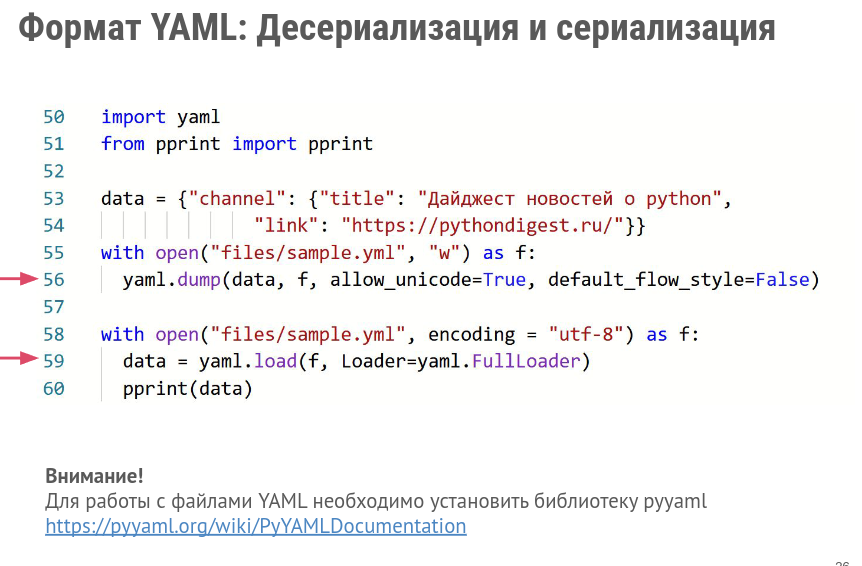 Формат YAML: Десериализация и сериализация
50 import yaml
51 from pprint import pprint
52
53 data = {"channel": {"title": "Дайджест новостей о python",
54 "link": "https://pythondigest.ru/"}}
55 with open("files/sample.yml", "w") as f:
56 yaml.dump(data, f, allow_unicode=True, default_flow_style=False)
57
58 with open("files/sample.yml", encoding = "utf-8") as f:
59 data = yaml.load(f, Loader=yaml.FullLoader)
60 pprint(data)
Внимание!
Для работы с файлами YAML необходимо установить библиотеку pyyaml
https://pyyaml.org/wiki/PyYAMLDocumentation